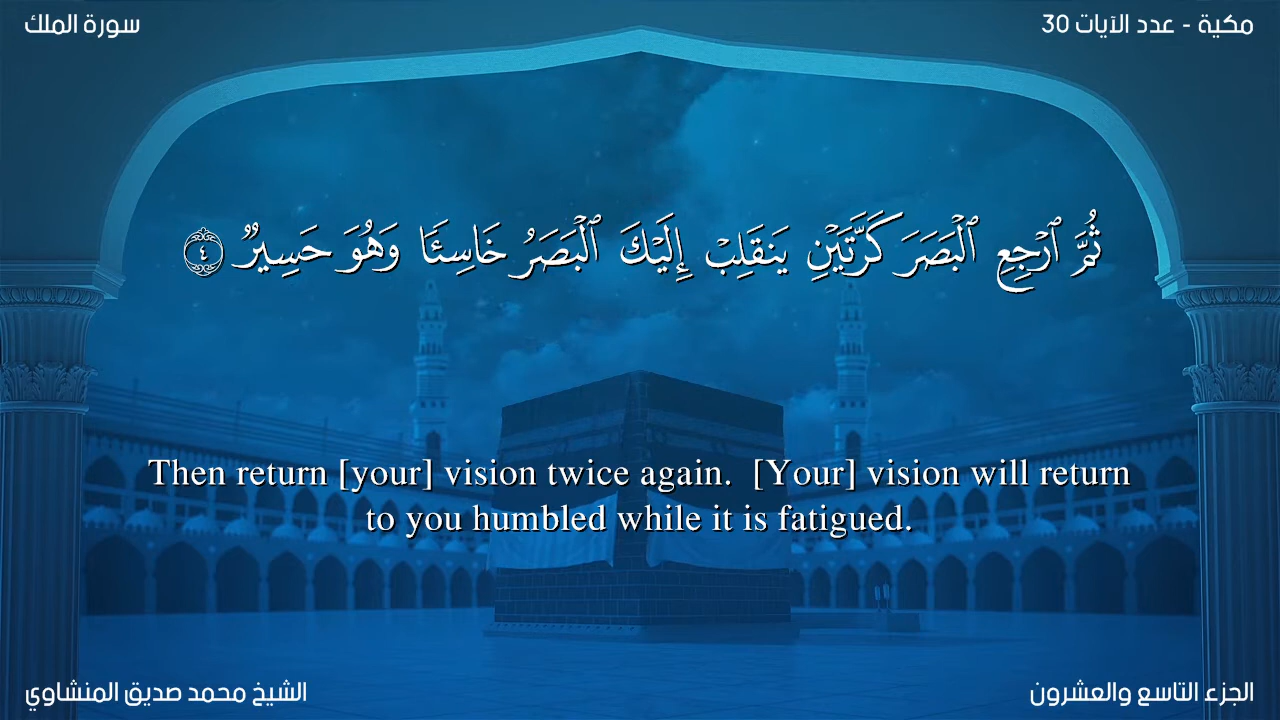 سورة الملك
مكية - عدد الآيات 30
ثُمَّ ٱرْجِعِ ٱلْبَصَرَ كَرَّتَيْنِ يَنقَلِبْ إِلَيْكَ ٱلْبَصَرُ خَاسِئًا وَهُوَ حَسِيرٌ ٤
Then return [your] vision twice again.  [Your] vision will return
to you humbled while it is fatigued.
الشيخ محمد صديق المنشاوي
الجزء التاسع والعشرون